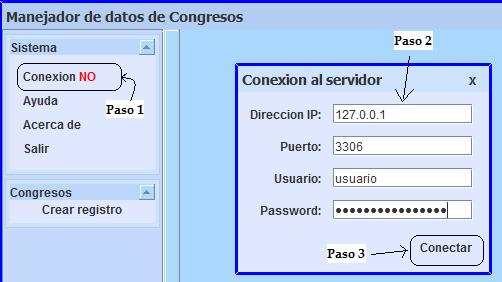 Manejador de datos de Congresos
Sistema
Conexion NO
Ayuda
Acerca de
Salir
Paso 1
Congresos
Crear registro
Paso 2
Conexion al servidor x
Direccion IP: 127.0.0.1
Puerto: 3306
Usuario: usuario
Password: ••••••••••••••••
Paso 3
Conectar